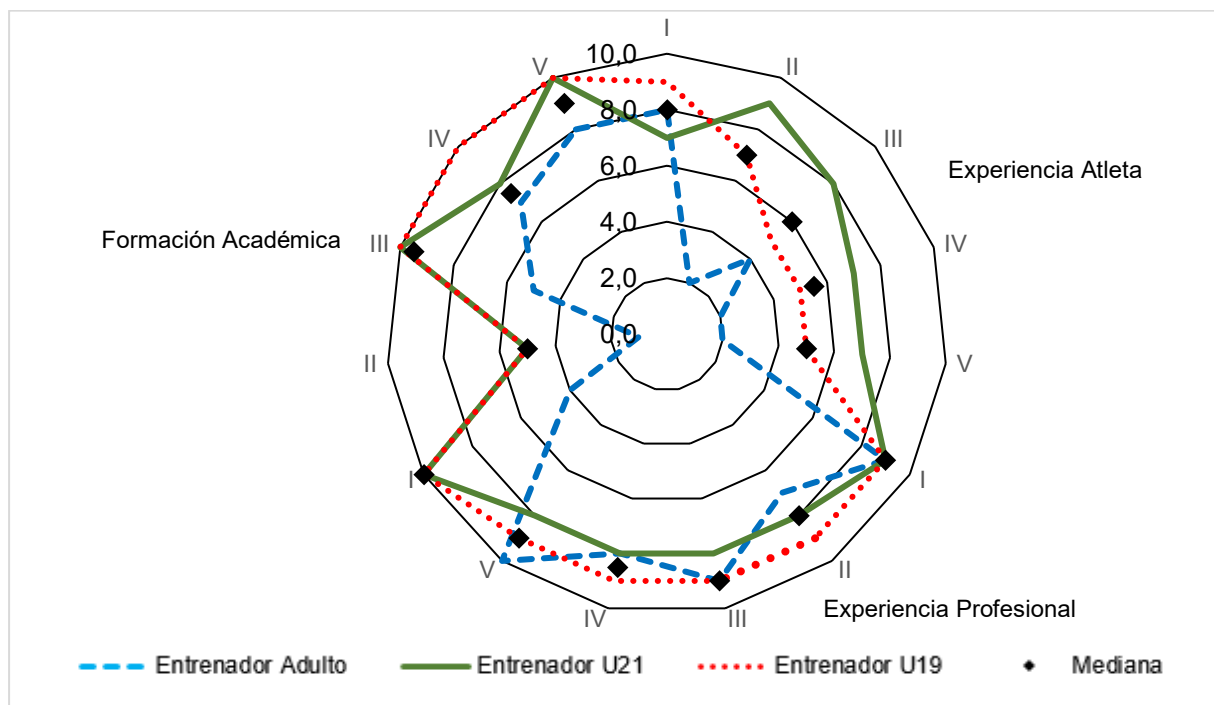 I
10,0
II
V
8,0
III
IV
6,0
Experiencia Atleta
4,0
Formación Académica
III
IV
2,0
0,0
II
V
I
I
V
II
Experiencia Profesional
IV
III
Entrenador Adulto
Entrenador U21
Entrenador U19
Mediana